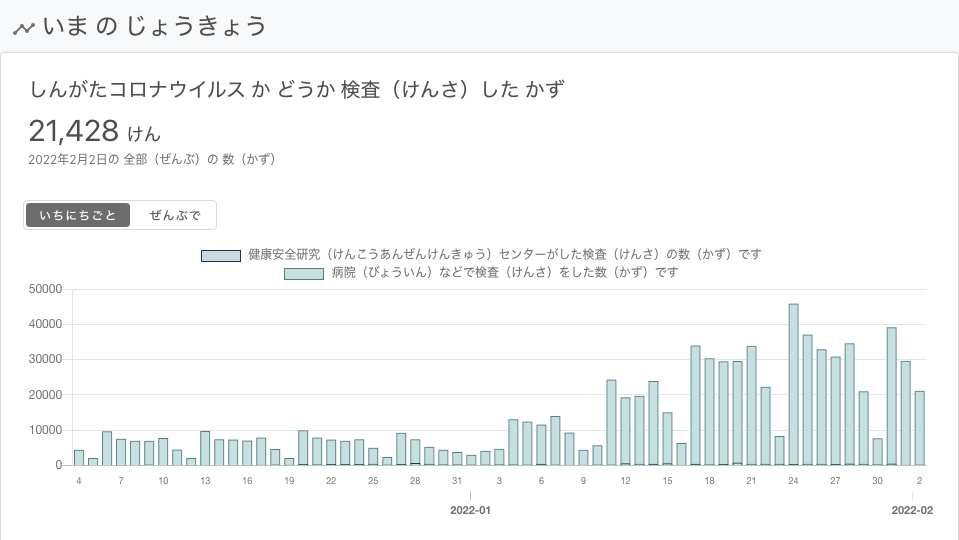 いま の じょうきょう
しんがたコロナウイルス か どうか 検査（けんさ）した かず
21,428 けん
2022年2月2日の 全部（ぜんぶ）の 数（かず）
いちにちごと ぜんぶで
健康安全研究（けんこうあんぜんけんきゅう）センターがした検査（けんさ）の数（かず）です
病院（びょういん）などで検査（けんさ）をした数（かず）です
50000
40000
30000
20000
10000
0
4 7 10 13 16 19 22 25 28 31 3 6 9 12 15 18 21 24 27 30 2
2022-01 2022-02